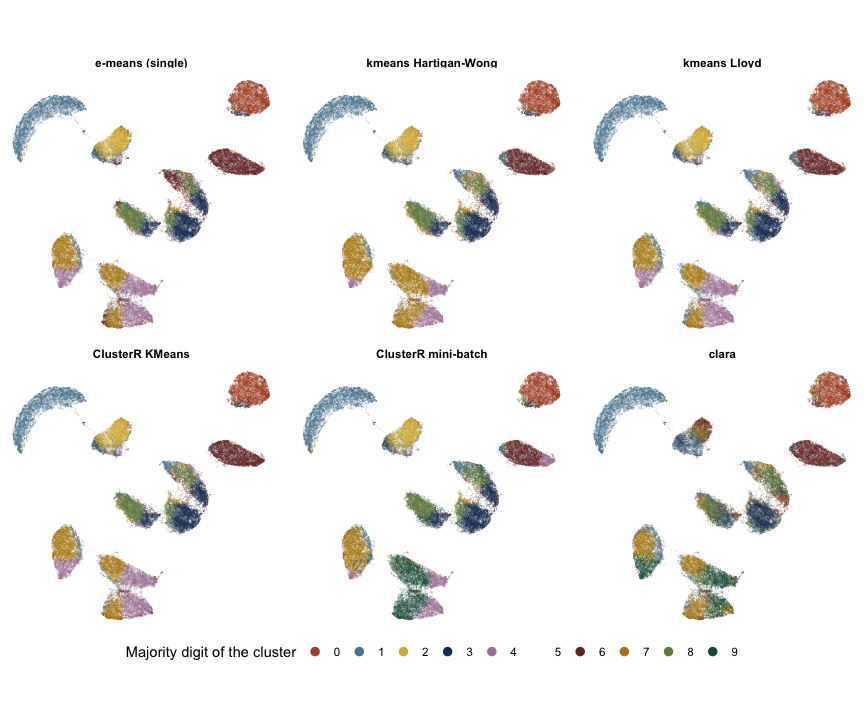 e-means (single) kmeans Hartigan-Wong kmeans Lloyd
ClusterR KMeans ClusterR mini-batch clara
Majority digit of the cluster 0 1 2 3 4 5 6 7 8 9